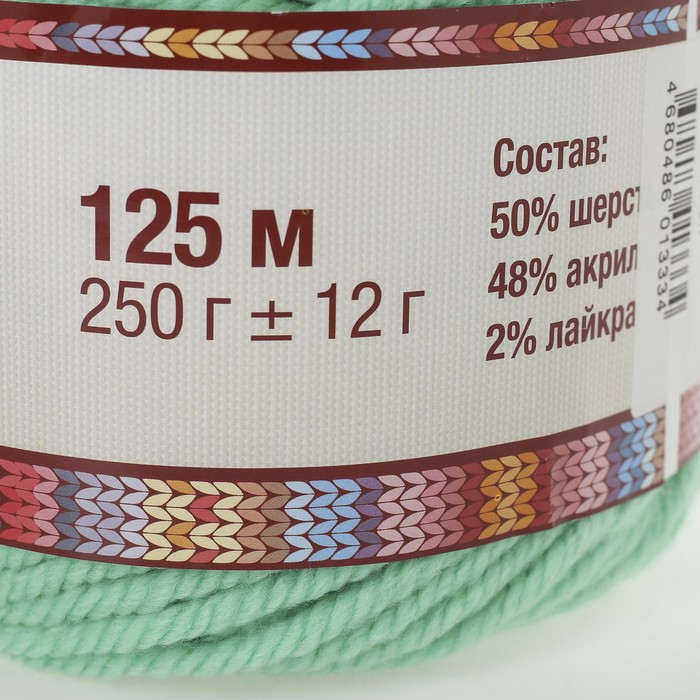 125 м
250 г ± 12 г
Состав:
50% шерст
48% акрил
2% лайкра
4 680486 013334